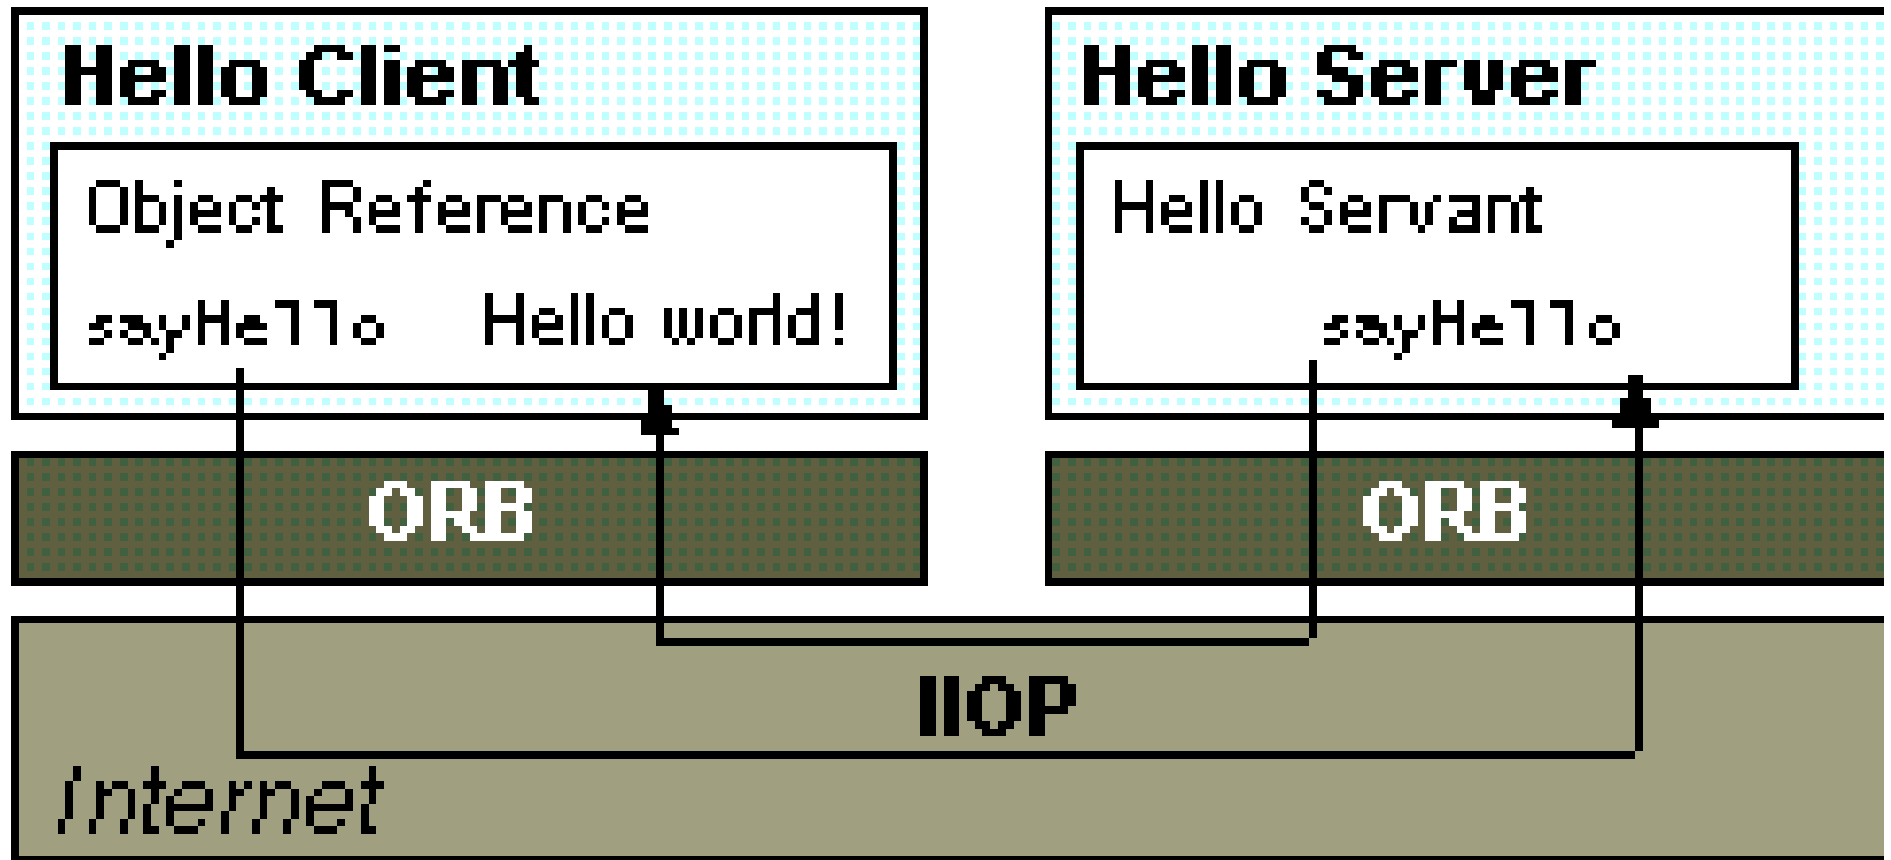 Hello Client
Object Reference
sayHello Hello world!
ORB
Hello Server
Hello Servant
sayHello
ORB
IIOP
Internet